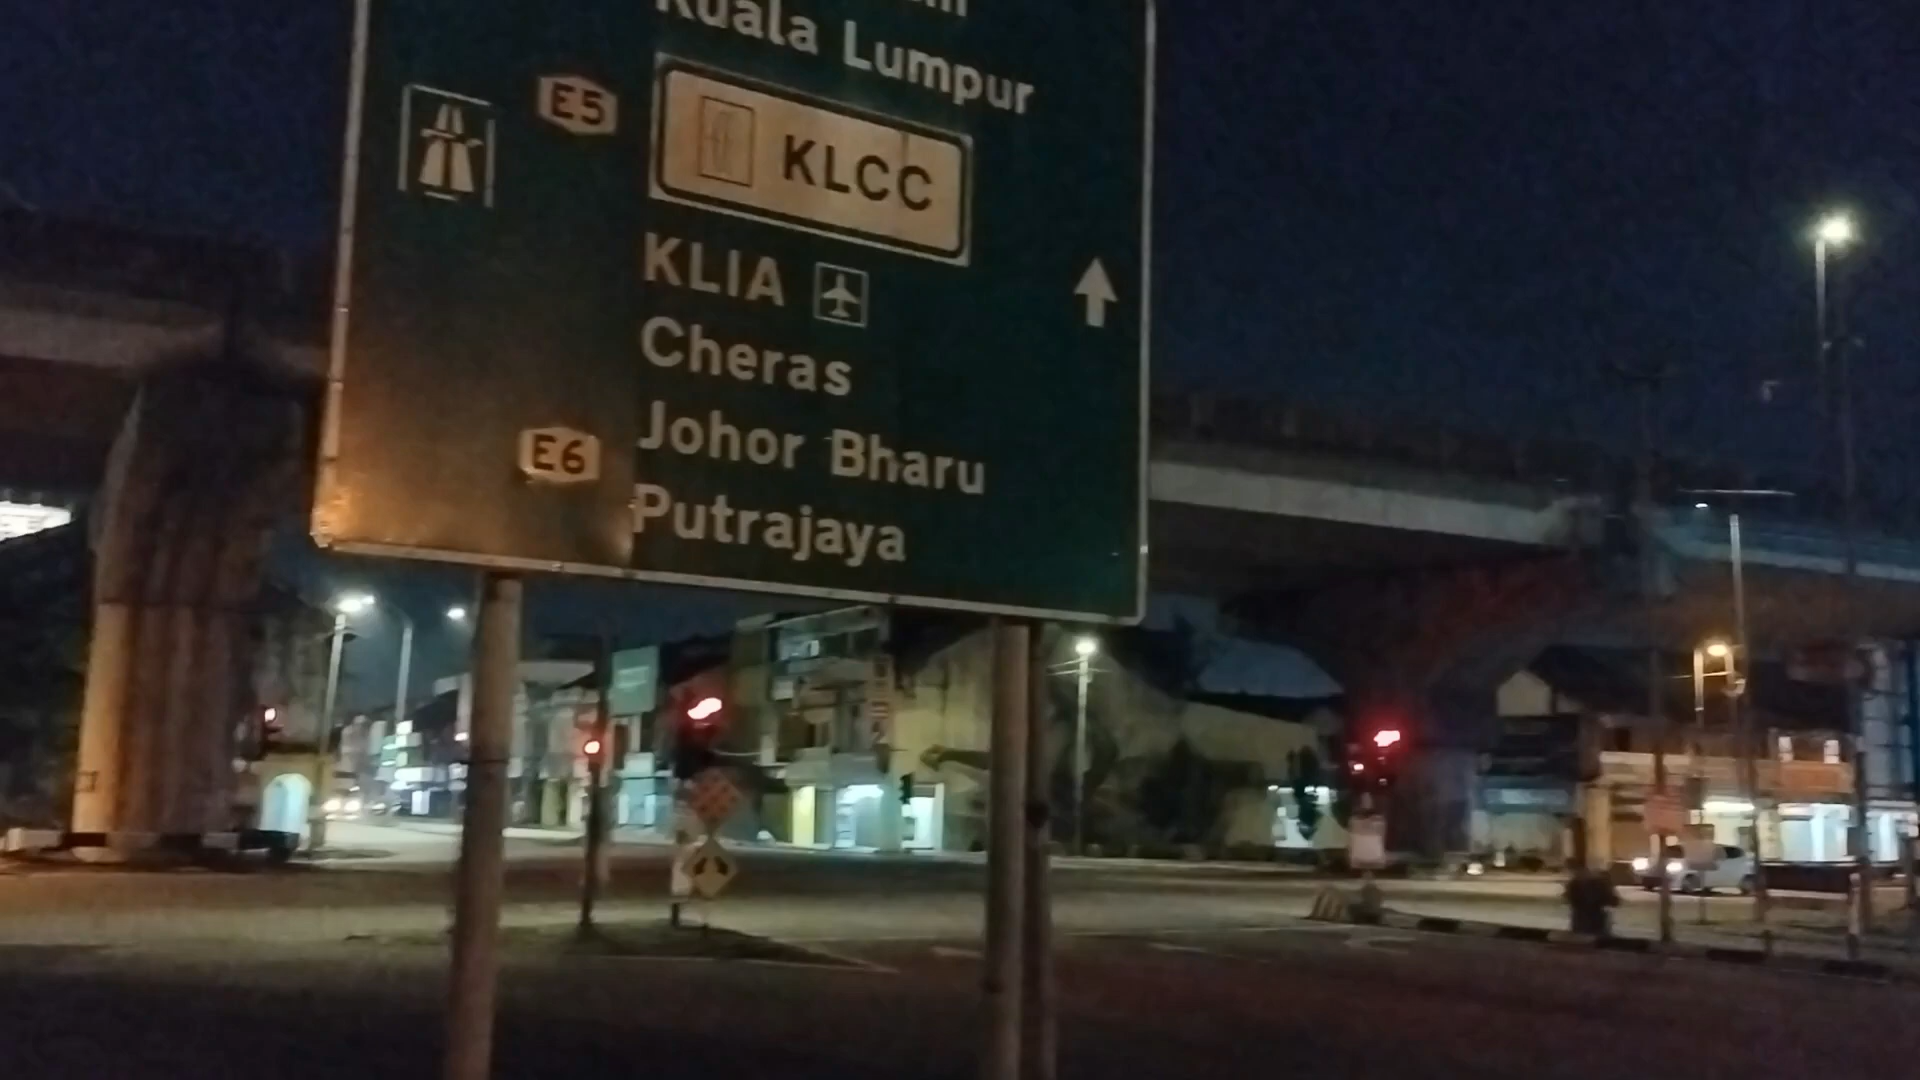 Kuala Lumpur
E5
KLCC
KLIA
Cheras
Johor Bharu
E6
Putrajaya